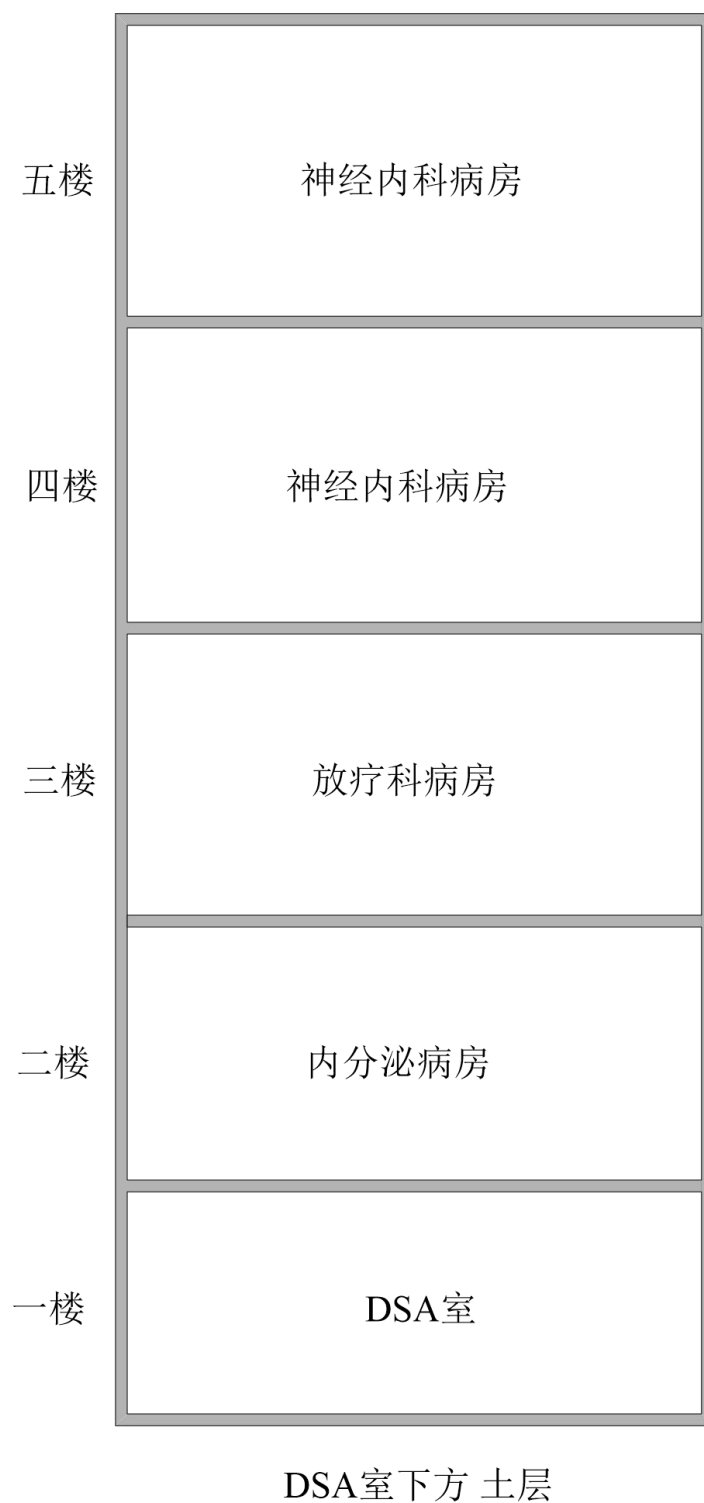 五楼 神经内科病房
四楼 神经内科病房
三楼 放疗科病房
二楼 内分泌病房
一楼 DSA室
DSA室下方 土层